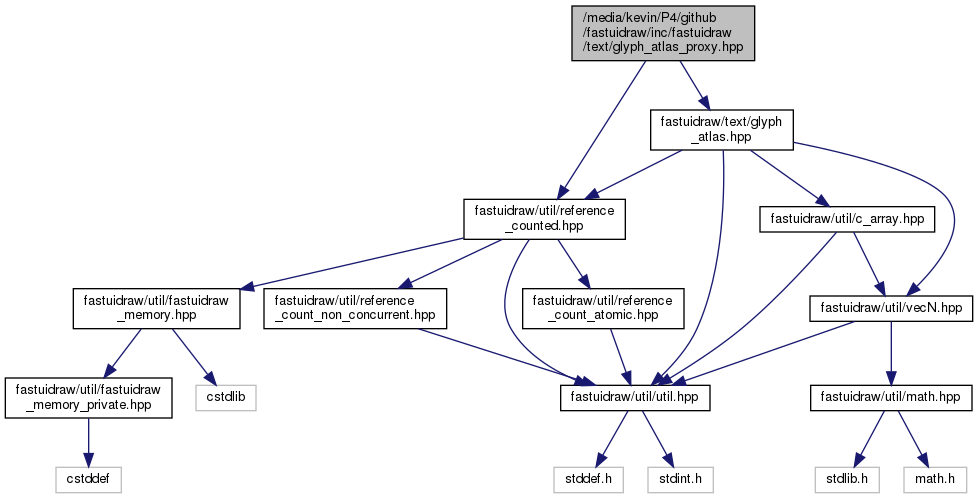 /media/kevin/P4/github
/fastuidraw/inc/fastuidraw
/text/glyph_atlas_proxy.hpp
fastuidraw/text/glyph
_atlas.hpp
fastuidraw/util/reference
_counted.hpp
fastuidraw/util/c_array.hpp
fastuidraw/util/fastuidraw
_memory.hpp
fastuidraw/util/reference
_count_non_concurrent.hpp
fastuidraw/util/reference
_count_atomic.hpp
fastuidraw/util/vecN.hpp
fastuidraw/util/fastuidraw
_memory_private.hpp
cstdlib
fastuidraw/util/util.hpp
fastuidraw/util/math.hpp
cstddef
stddef.h
stdint.h
stdlib.h
math.h